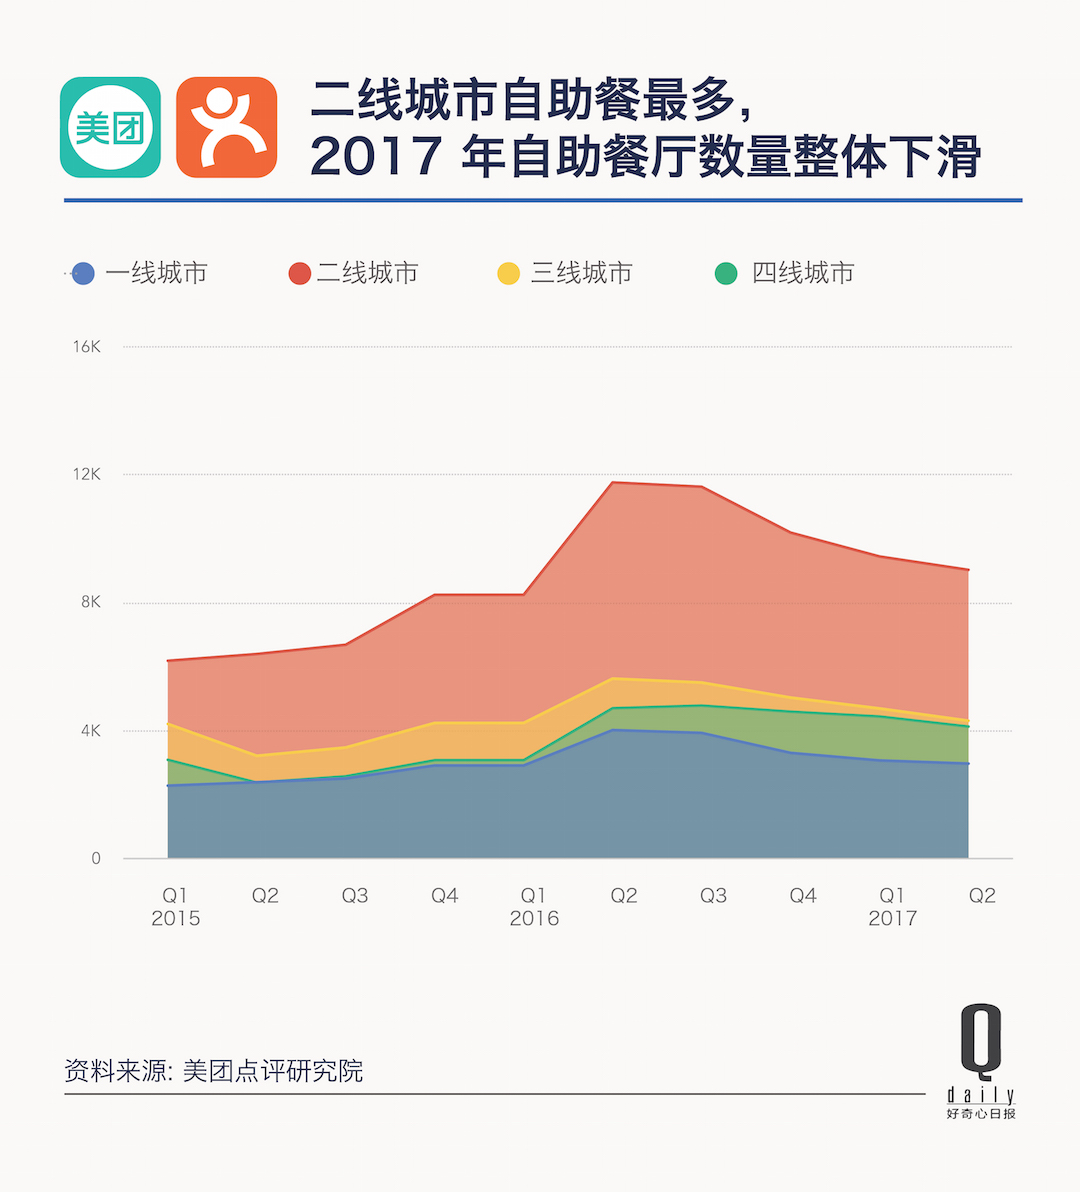 美团
二线城市自助餐最多,
2017 年自助餐厅数量整体下滑
一线城市 二线城市 三线城市 四线城市
16K
12K
8K
4K
0
Q1 Q2 Q3 Q4 Q1 Q2 Q3 Q4 Q1 Q2
2015 2016 2017
资料来源: 美团点评研究院
Q
daily
好奇心日报